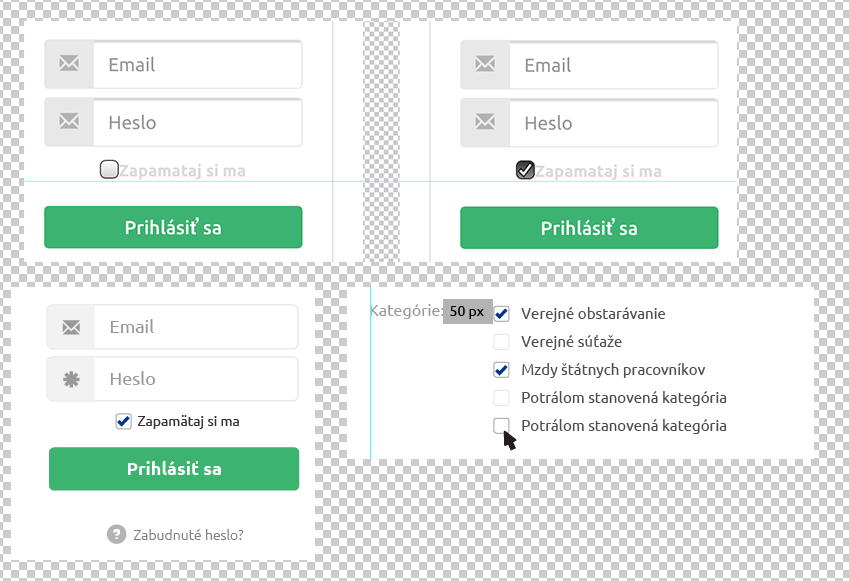 Email
Heslo
Zapamataj si ma
Prihlásiť sa
Email
Heslo
Zapamataj si ma
Prihlásiť sa
Email
Heslo
Zapamätaj si ma
Prihlásiť sa
? Zabudnuté heslo?
Kategórie: 50 px
Verejné obstarávanie
Verejné súťaže
Mzdy štátnych pracovníkov
Potrálom stanovená kategória
Potrálom stanovená kategória